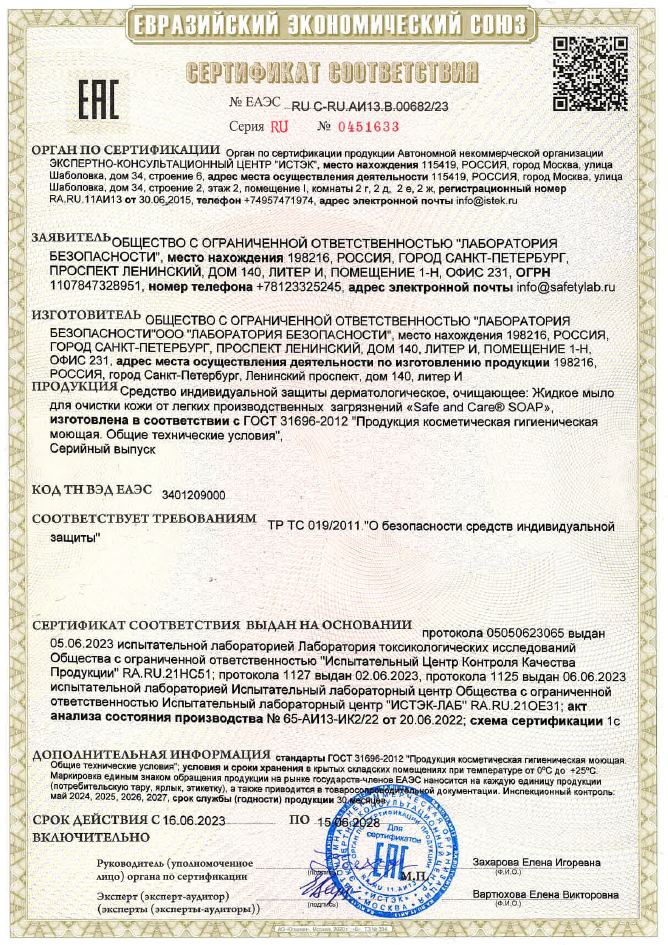 ЕВРАЗИЙСКИЙ ЭКОНОМИЧЕСКИЙ СОЮЗ
СЕРТИФИКАТ СООТВЕТСТВИЯ
ЕАС
№ ЕАЭС RU C-RU.АИ13.В.00682/23
Серия RU № 0451633
ОРГАН ПО СЕРТИФИКАЦИИ Орган по сертификации продукции Автономной некоммерческой организации
ЭКСПЕРТНО-КОНСУЛЬТАЦИОННЫЙ ЦЕНТР "ИСТЭК", место нахождения 115419, РОССИЯ, город Москва, улица
Шаболовка, дом 34, строение 6, адрес места осуществления деятельности 115419, РОССИЯ, город Москва, улица
Шаболовка, дом 34, строение 2, этаж 2, помещение I, комнаты 2 г, 2 д, 2 е, 2 ж, регистрационный номер
RA.RU.11АИ13 от 30.06.2015, телефон +74957471974, адрес электронной почты info@istek.ru
ЗАЯВИТЕЛЬ ОБЩЕСТВО С ОГРАНИЧЕННОЙ ОТВЕТСТВЕННОСТЬЮ "ЛАБОРАТОРИЯ
БЕЗОПАСНОСТИ", место нахождения 198216, РОССИЯ, ГОРОД САНКТ-ПЕТЕРБУРГ,
ПРОСПЕКТ ЛЕНИНСКИЙ, ДОМ 140, ЛИТЕР И, ПОМЕЩЕНИЕ 1-Н, ОФИС 231, ОГРН
1107847328951, номер телефона +78123325245, адрес электронной почты info@safetylab.ru
ИЗГОТОВИТЕЛЬ ОБЩЕСТВО С ОГРАНИЧЕННОЙ ОТВЕТСТВЕННОСТЬЮ "ЛАБОРАТОРИЯ
БЕЗОПАСНОСТИ"ООО "ЛАБОРАТОРИЯ БЕЗОПАСНОСТИ", место нахождения 198216, РОССИЯ,
ГОРОД САНКТ-ПЕТЕРБУРГ, ПРОСПЕКТ ЛЕНИНСКИЙ, ДОМ 140, ЛИТЕР И, ПОМЕЩЕНИЕ 1-Н,
ОФИС 231, адрес места осуществления деятельности по изготовлению продукции 198216,
РОССИЯ, город Санкт-Петербург, Ленинский проспект, дом 140, литер И
ПРОДУКЦИЯ Средство индивидуальной защиты дерматологическое, очищающее: Жидкое мыло
для очистки кожи от легких производственных загрязнений «Safe and Care® SOAP»,
изготовлена в соответствии с ГОСТ 31696-2012 "Продукция косметическая гигиеническая
моющая. Общие технические условия",
Серийный выпуск
КОД ТН ВЭД ЕАЭС 3401209000
СООТВЕТСТВУЕТ ТРЕБОВАНИЯМ ТР ТС 019/2011 "О безопасности средств индивидуальной
защиты"
СЕРТИФИКАТ СООТВЕТСТВИЯ ВЫДАН НА ОСНОВАНИИ протокола 05050623065 выдан
05.06.2023 испытательной лабораторией Лаборатория токсикологических исследований
Общества с ограниченной ответственностью "Испытательный Центр Контроля Качества
Продукции" RA.RU.21НС51; протокола 1127 выдан 02.06.2023, протокола 1125 выдан 06.06.2023
испытательной лабораторией Испытательный лабораторный центр Общества с ограниченной
ответственностью Испытательный лабораторный центр "ИСТЭК-ЛАБ" RA.RU.21ОЕ31; акт
анализа состояния производства № 65-АИ13-ИК2/22 от 20.06.2022; схема сертификации 1с
ДОПОЛНИТЕЛЬНАЯ ИНФОРМАЦИЯ стандарты ГОСТ 31696-2012 "Продукция косметическая гигиеническая моющая.
Общие технические условия"; условия и сроки хранения в крытых складских помещениях при температуре от 0°С до +25°С.
Маркировка единым знаком обращения продукции на рынке государств-членов ЕАЭС наносится на каждую единицу продукции
(потребительскую тару, ярлык, этикетку), а также приводится в товаросопроводительной документации. Инспекционный контроль:
май 2024, 2025, 2026, 2027, срок службы (годности) продукции 30 месяцев
СРОК ДЕЙСТВИЯ С 16.06.2023 ПО 15.06.2028
ВКЛЮЧИТЕЛЬНО
Для
сертификатов
ЕАС
RA.RU.11.АИ13
"ИСТЭК"
МОСКВА
М.П.
Руководитель (уполномоченное
лицо) органа по сертификации
(подпись)
Захарова Елена Игоревна
(Ф.И.О.)
Эксперт (эксперт-аудитор)
(эксперты (эксперты-аудиторы))
(подпись)
Вартюхова Елена Викторовна
(Ф.И.О.)